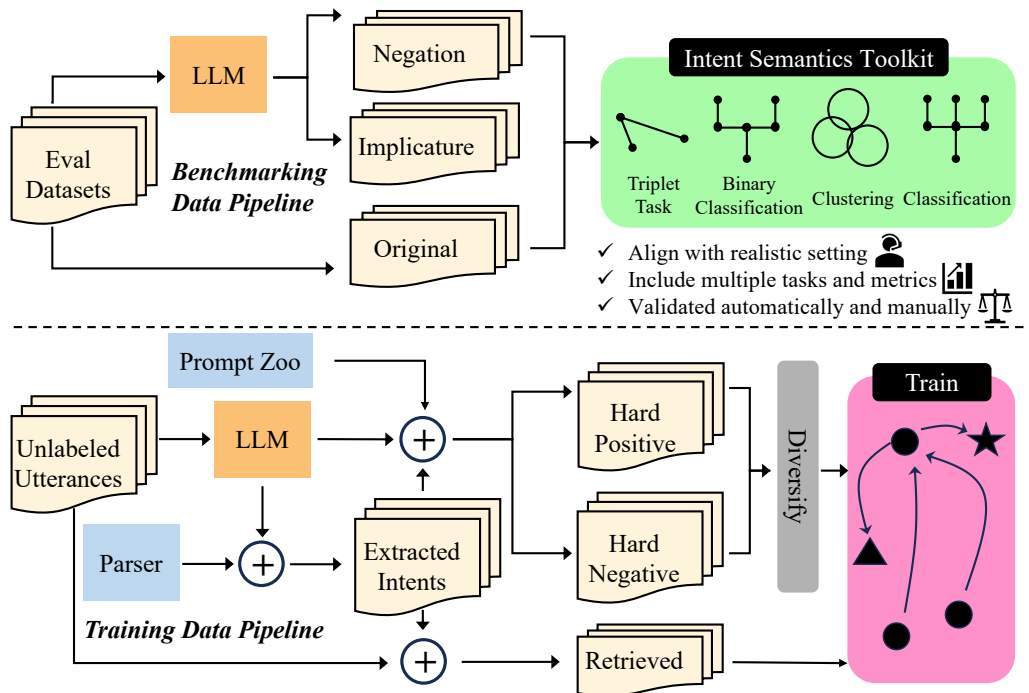 LLM
Eval
Datasets
Benchmarking
Data Pipeline
Negation
Implicature
Original
Intent Semantics Toolkit
Triplet
Task
Binary
Classification
Clustering
Classification
✓ Align with realistic setting
✓ Include multiple tasks and metrics
✓ Validated automatically and manually
Prompt Zoo
Unlabeled
Utterances
LLM
+
Parser
+
Extracted
Intents
Training Data Pipeline
+
Hard
Positive
Hard
Negative
Retrieved
Diversify
Train